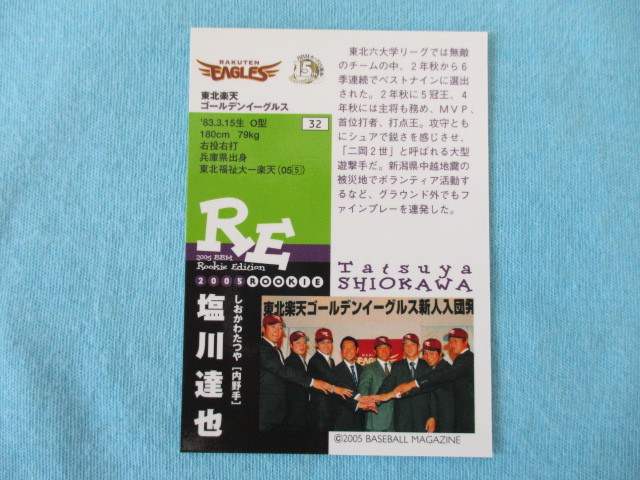 RAKUTEN
EAGLES
15
東北楽天
ゴールデンイーグルス
'83.3.15生 O型
180cm 79kg
右投右打
兵庫県出身
東北福祉大ー楽天(05⑤)
32
東北六大学リーグでは無敵
のチームの中、2年秋から6
季連続でベストナインに選出
された。2年秋に5冠王、4
年秋には主将も務め、MVP、
首位打者、打点王。攻守とも
にシュアで鋭さを感じさせ、
「二岡2世」と呼ばれる大型
遊撃手だ。新潟県中越地震の
被災地でボランティア活動す
るなど、グラウンド外でもフ
ァインプレーを連発した。
RE
2005 BBM
Rookie Edition
2005 ROOKIE
Tatsuya
SHIOKAWA
塩川達也
しおかわたつや [内野手]
東北楽天ゴールデンイーグルス新人入団発
©2005 BASEBALL MAGAZINE